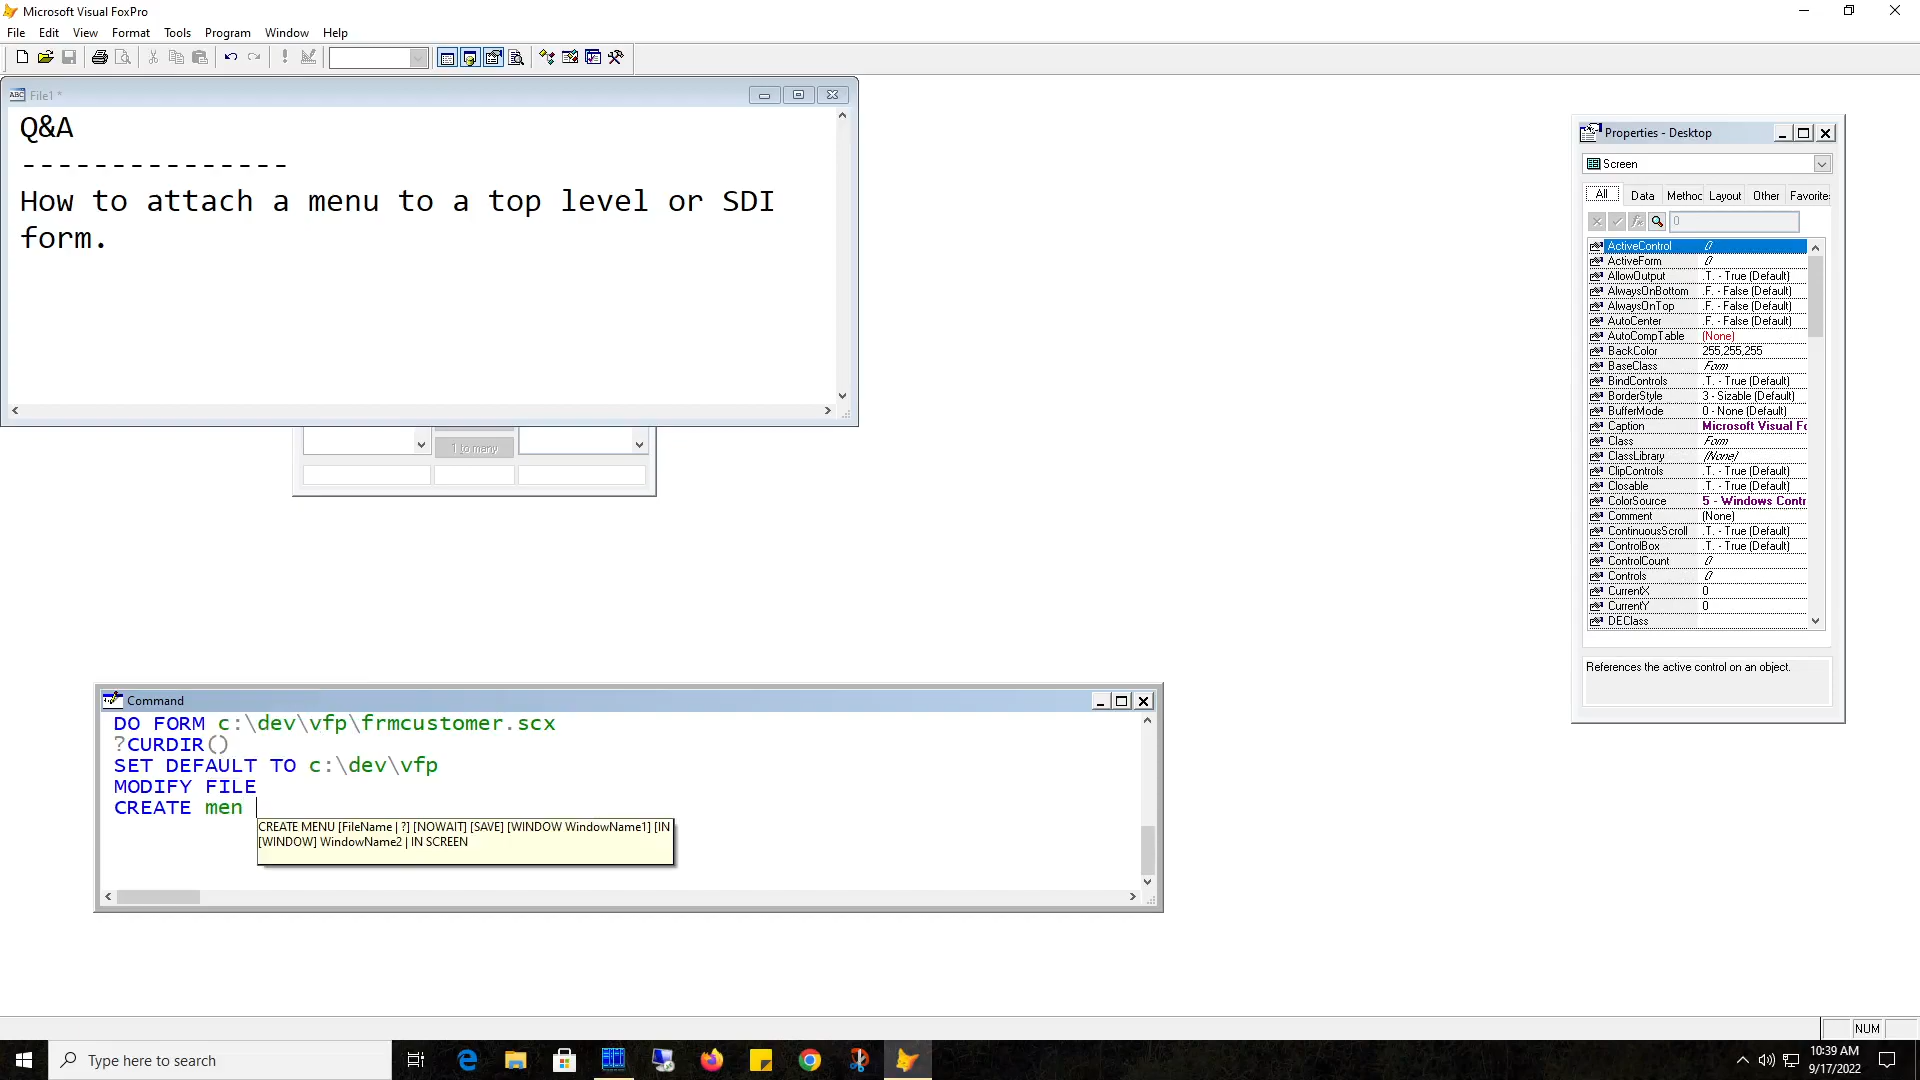 Microsoft Visual FoxPro
File Edit View Format Tools Program Window Help
File1 *
Q&A
---------------
How to attach a menu to a top level or SDI
form.
1 to many
Properties - Desktop
Screen
All Data Methoc Layout Other Favorite
0
ActiveControl 0
ActiveForm 0
AllowOutput .T. - True (Default)
AlwaysOnBottom .F. - False (Default)
AlwaysOnTop .F. - False (Default)
AutoCenter .F. - False (Default)
AutoCompTable (None)
BackColor 255,255,255
BaseClass Form
BindControls .T. - True (Default)
BorderStyle 3 - Sizable (Default)
BufferMode 0 - None (Default)
Caption Microsoft Visual Fo
Class Form
ClassLibrary (None)
ClipControls .T. - True (Default)
Closable .T. - True (Default)
ColorSource 5 - Windows Contr
Comment (None)
ContinuousScroll .T. - True (Default)
ControlBox .T. - True (Default)
ControlCount 0
Controls 0
CurrentX 0
CurrentY 0
DEClass
References the active control on an object.
Command
DO FORM c:\dev\vfp\frmcustomer.scx
?CURDIR()
SET DEFAULT TO c:\dev\vfp
MODIFY FILE
CREATE men
CREATE MENU [FileName | ?] [NOWAIT] [SAVE] [WINDOW WindowName1] [IN
[WINDOW] WindowName2 | IN SCREEN
NUM
Type here to search
10:39 AM
9/17/2022